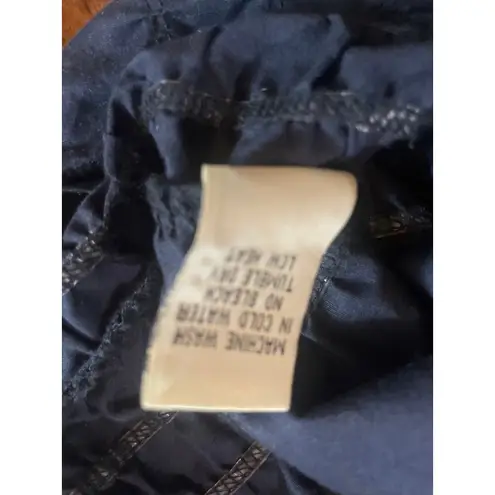 MACHINE WASH
IN COLD WATER
NO BLEACH
TUMBLE DRY
LOW HEAT